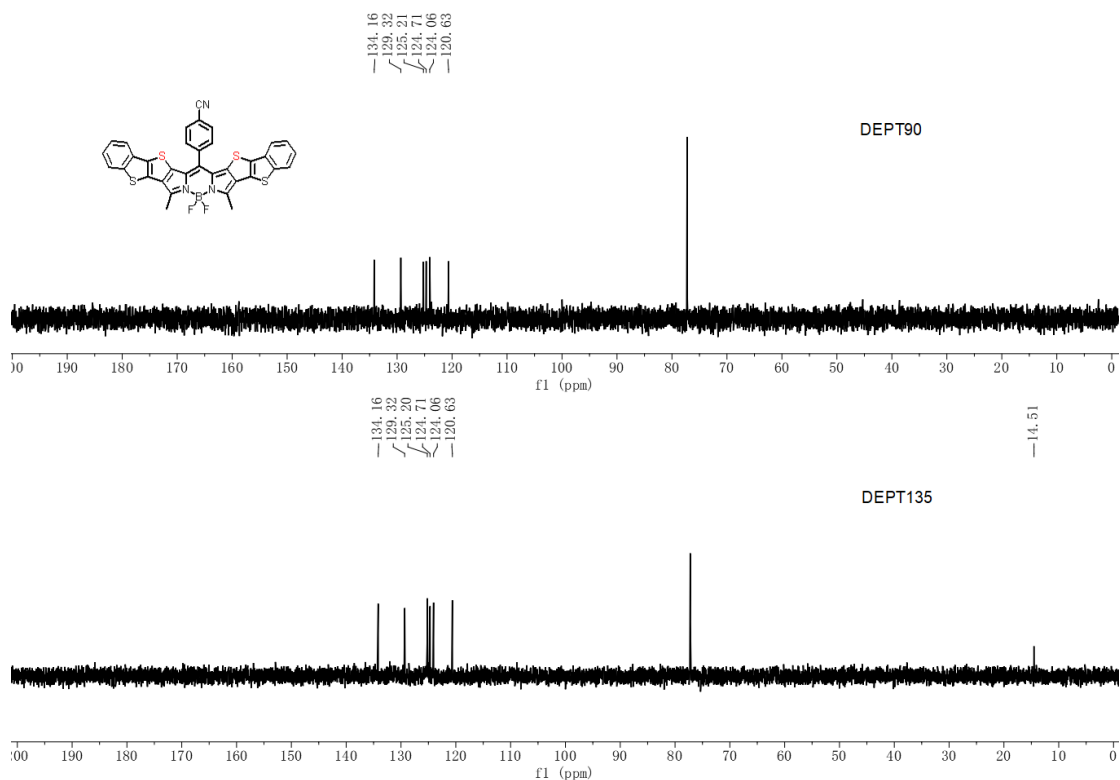 134.16
129.32
125.21
124.71
124.06
120.63
CN
DEPT90
S
S
S
S
N
B
N
F
F
00 190 180 170 160 150 140 130 120 110 100 90 80 70 60 50 40 30 20 10 0
f1 (ppm)
134.16
129.32
125.20
124.71
124.06
120.63
14.51
DEPT135
200 190 180 170 160 150 140 130 120 110 100 90 80 70 60 50 40 30 20 10 0
f1 (ppm)